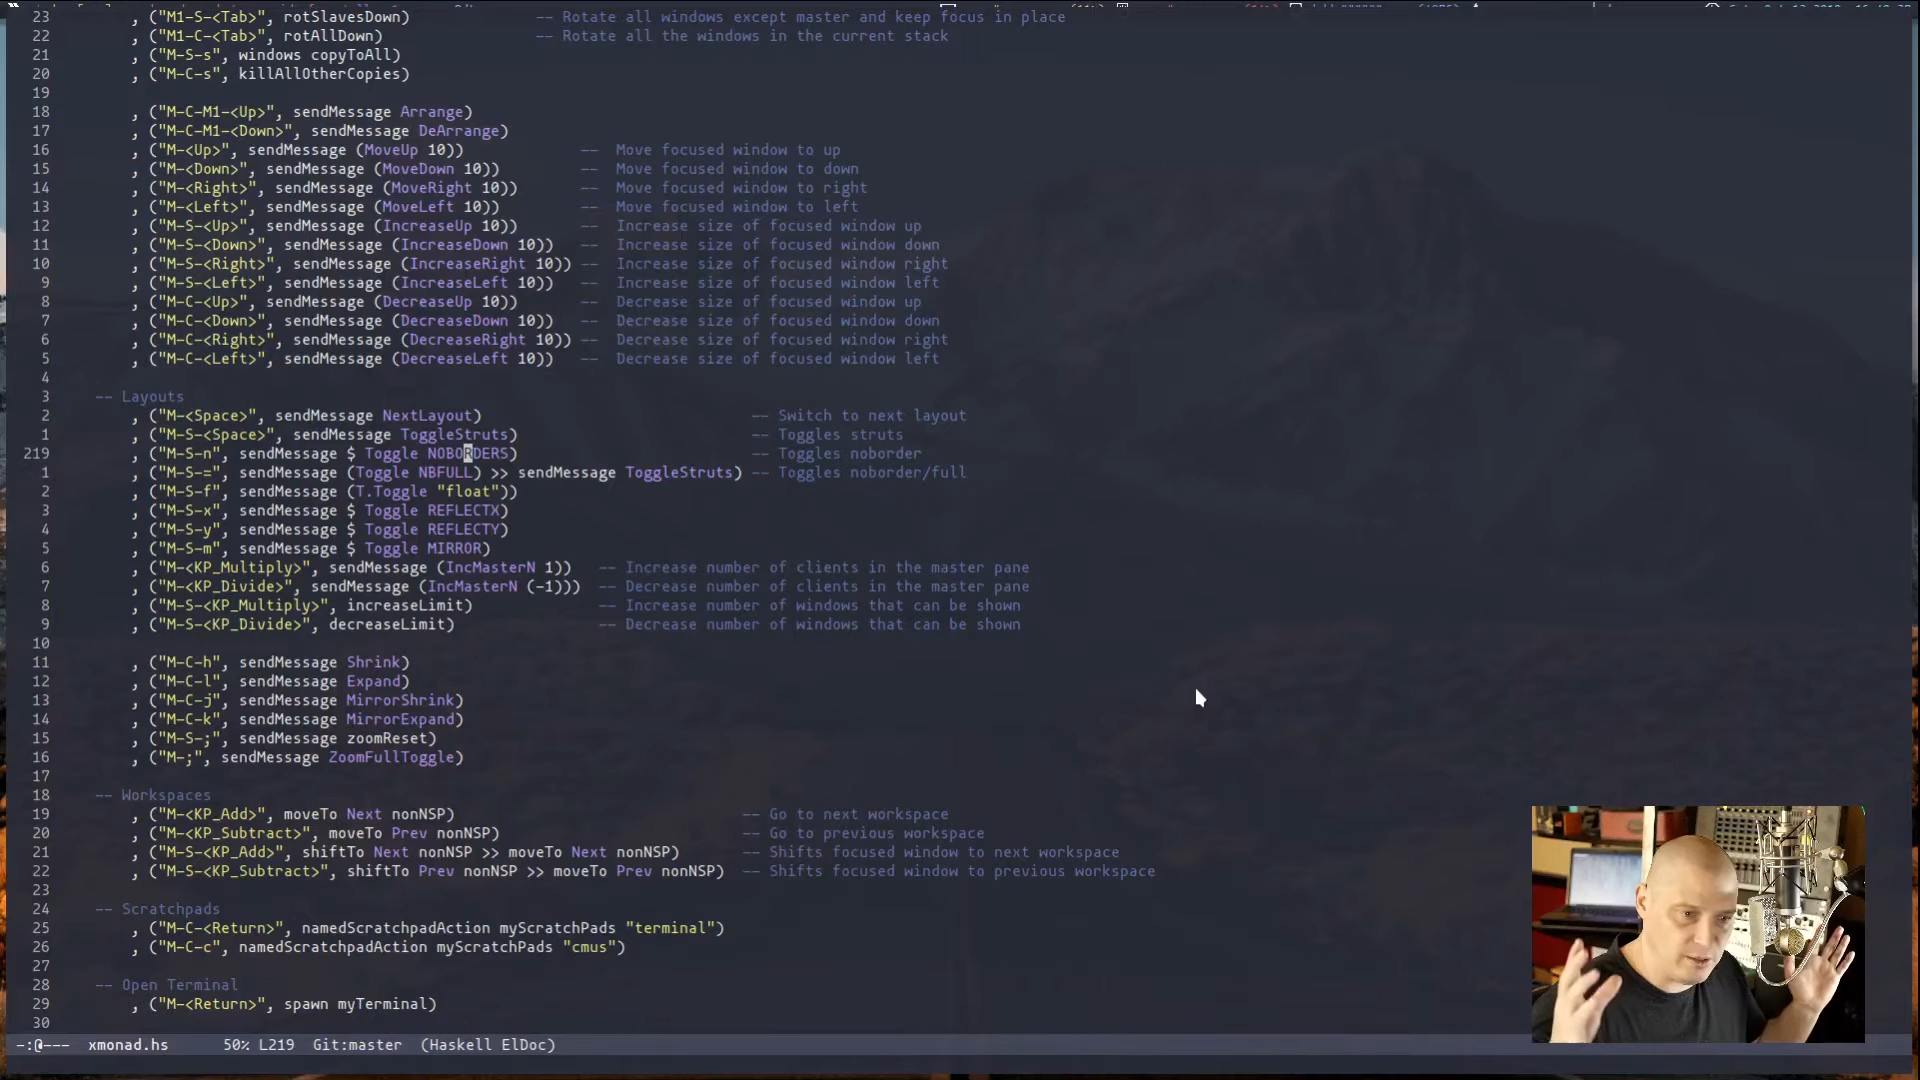 23 , ("M1-S-<Tab>", rotSlavesDown) -- Rotate all windows except master and keep focus in place
22 , ("M1-C-<Tab>", rotAllDown) -- Rotate all the windows in the current stack
21 , ("M-S-s", windows copyToAll)
20 , ("M-C-s", killAllOtherCopies)
19
18 , ("M-C-M1-<Up>", sendMessage Arrange)
17 , ("M-C-M1-<Down>", sendMessage DeArrange)
16 , ("M-<Up>", sendMessage (MoveUp 10)) -- Move focused window to up
15 , ("M-<Down>", sendMessage (MoveDown 10)) -- Move focused window to down
14 , ("M-<Right>", sendMessage (MoveRight 10)) -- Move focused window to right
13 , ("M-<Left>", sendMessage (MoveLeft 10)) -- Move focused window to left
12 , ("M-S-<Up>", sendMessage (IncreaseUp 10)) -- Increase size of focused window up
11 , ("M-S-<Down>", sendMessage (IncreaseDown 10)) -- Increase size of focused window down
10 , ("M-S-<Right>", sendMessage (IncreaseRight 10)) -- Increase size of focused window right
9 , ("M-S-<Left>", sendMessage (IncreaseLeft 10)) -- Increase size of focused window left
8 , ("M-C-<Up>", sendMessage (DecreaseUp 10)) -- Decrease size of focused window up
7 , ("M-C-<Down>", sendMessage (DecreaseDown 10)) -- Decrease size of focused window down
6 , ("M-C-<Right>", sendMessage (DecreaseRight 10)) -- Decrease size of focused window right
5 , ("M-C-<Left>", sendMessage (DecreaseLeft 10)) -- Decrease size of focused window left
4
3 -- Layouts
2 , ("M-<Space>", sendMessage NextLayout) -- Switch to next layout
1 , ("M-S-<Space>", sendMessage ToggleStruts) -- Toggles struts
219 , ("M-S-n", sendMessage $ Toggle NOBORDERS) -- Toggles noborder
1 , ("M-S-=", sendMessage (Toggle NBFULL) >> sendMessage ToggleStruts) -- Toggles noborder/full
2 , ("M-S-f", sendMessage (T.Toggle "float"))
3 , ("M-S-x", sendMessage $ Toggle REFLECTX)
4 , ("M-S-y", sendMessage $ Toggle REFLECTY)
5 , ("M-S-m", sendMessage $ Toggle MIRROR)
6 , ("M-<KP_Multiply>", sendMessage (IncMasterN 1)) -- Increase number of clients in the master pane
7 , ("M-<KP_Divide>", sendMessage (IncMasterN (-1))) -- Decrease number of clients in the master pane
8 , ("M-S-<KP_Multiply>", increaseLimit) -- Increase number of windows that can be shown
9 , ("M-S-<KP_Divide>", decreaseLimit) -- Decrease number of windows that can be shown
10
11 , ("M-C-h", sendMessage Shrink)
12 , ("M-C-l", sendMessage Expand)
13 , ("M-C-j", sendMessage MirrorShrink)
14 , ("M-C-k", sendMessage MirrorExpand)
15 , ("M-S-;", sendMessage zoomReset)
16 , ("M-;", sendMessage ZoomFullToggle)
17
18 -- Workspaces
19 , ("M-<KP_Add>", moveTo Next nonNSP) -- Go to next workspace
20 , ("M-<KP_Subtract>", moveTo Prev nonNSP) -- Go to previous workspace
21 , ("M-S-<KP_Add>", shiftTo Next nonNSP >> moveTo Next nonNSP) -- Shifts focused window to next workspace
22 , ("M-S-<KP_Subtract>", shiftTo Prev nonNSP >> moveTo Prev nonNSP) -- Shifts focused window to previous workspace
23
24 -- Scratchpads
25 , ("M-C-<Return>", namedScratchpadAction myScratchPads "terminal")
26 , ("M-C-c", namedScratchpadAction myScratchPads "cmus")
27
28 -- Open Terminal
29 , ("M-<Return>", spawn myTerminal)
30
-:@--- xmonad.hs 50% L219 Git:master (Haskell ElDoc)